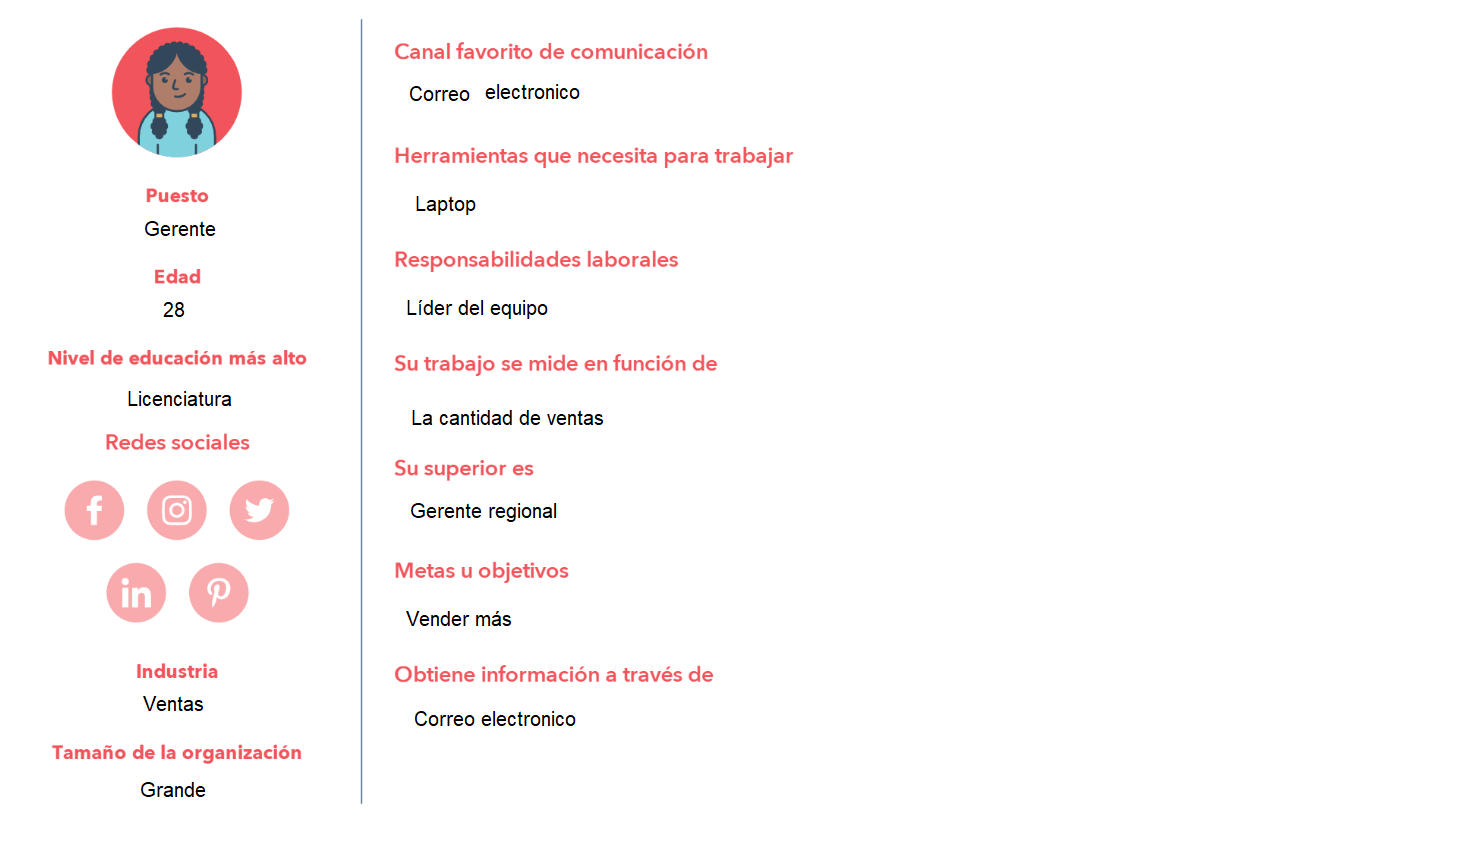 Puesto
Gerente
Edad
28
Nivel de educación más alto
Licenciatura
Redes sociales
Industria
Ventas
Tamaño de la organización
Grande
Canal favorito de comunicación
Correo electronico
Herramientas que necesita para trabajar
Laptop
Responsabilidades laborales
Líder del equipo
Su trabajo se mide en función de
La cantidad de ventas
Su superior es
Gerente regional
Metas u objetivos
Vender más
Obtiene información a través de
Correo electronico